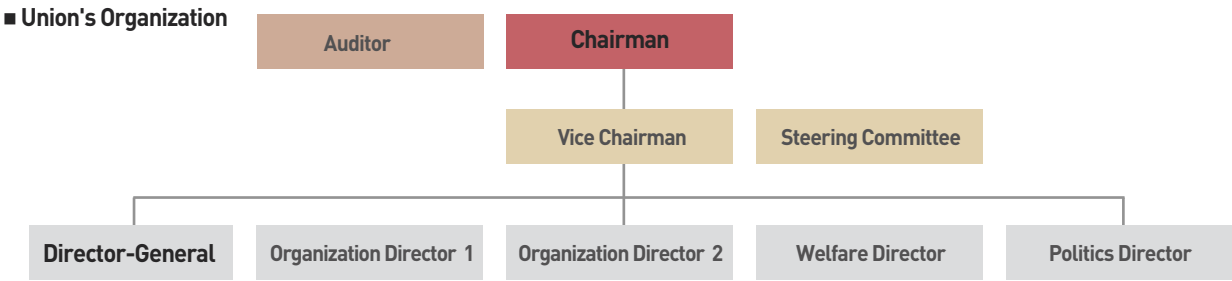 ■ Union's Organization
Auditor
Chairman
Vice Chairman
Steering Committee
Director-General
Organization Director 1
Organization Director 2
Welfare Director
Politics Director